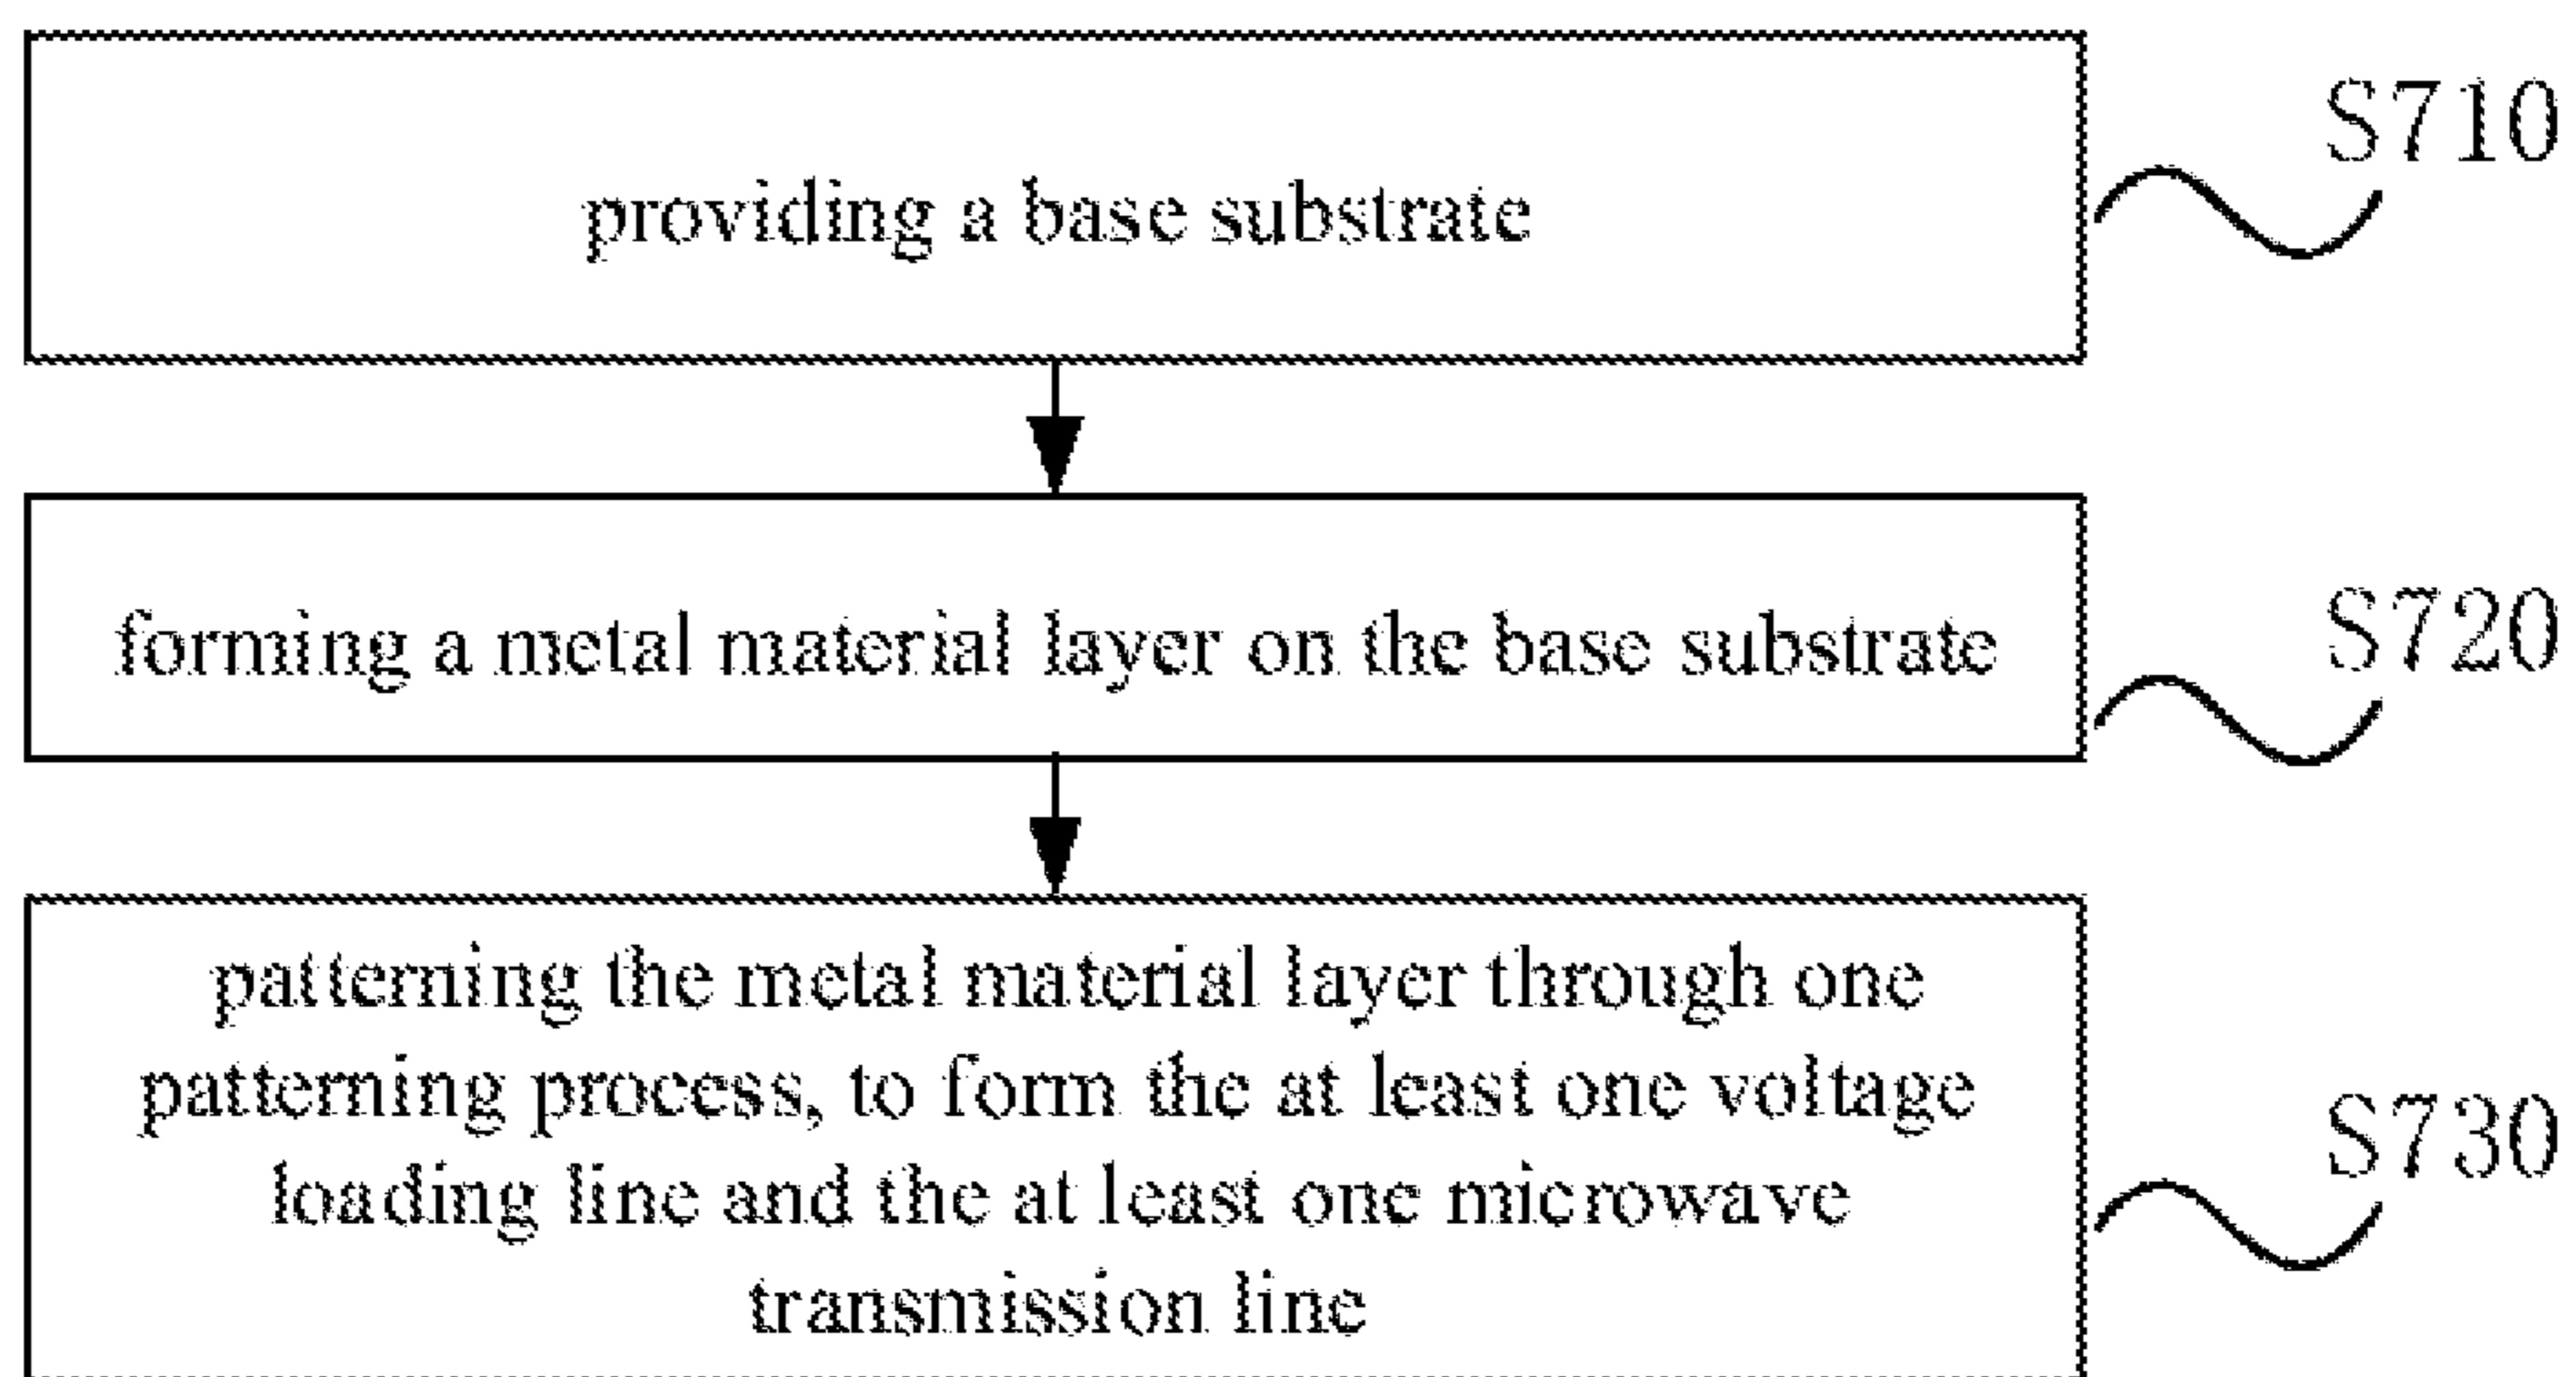 S710
providing a base substrate
forming a metal material layer on the base substrate
S720
patterning the metal material layer through one
patterning process, to form the at least one voltage
loading line and the at least one microwave
transmission line
S730